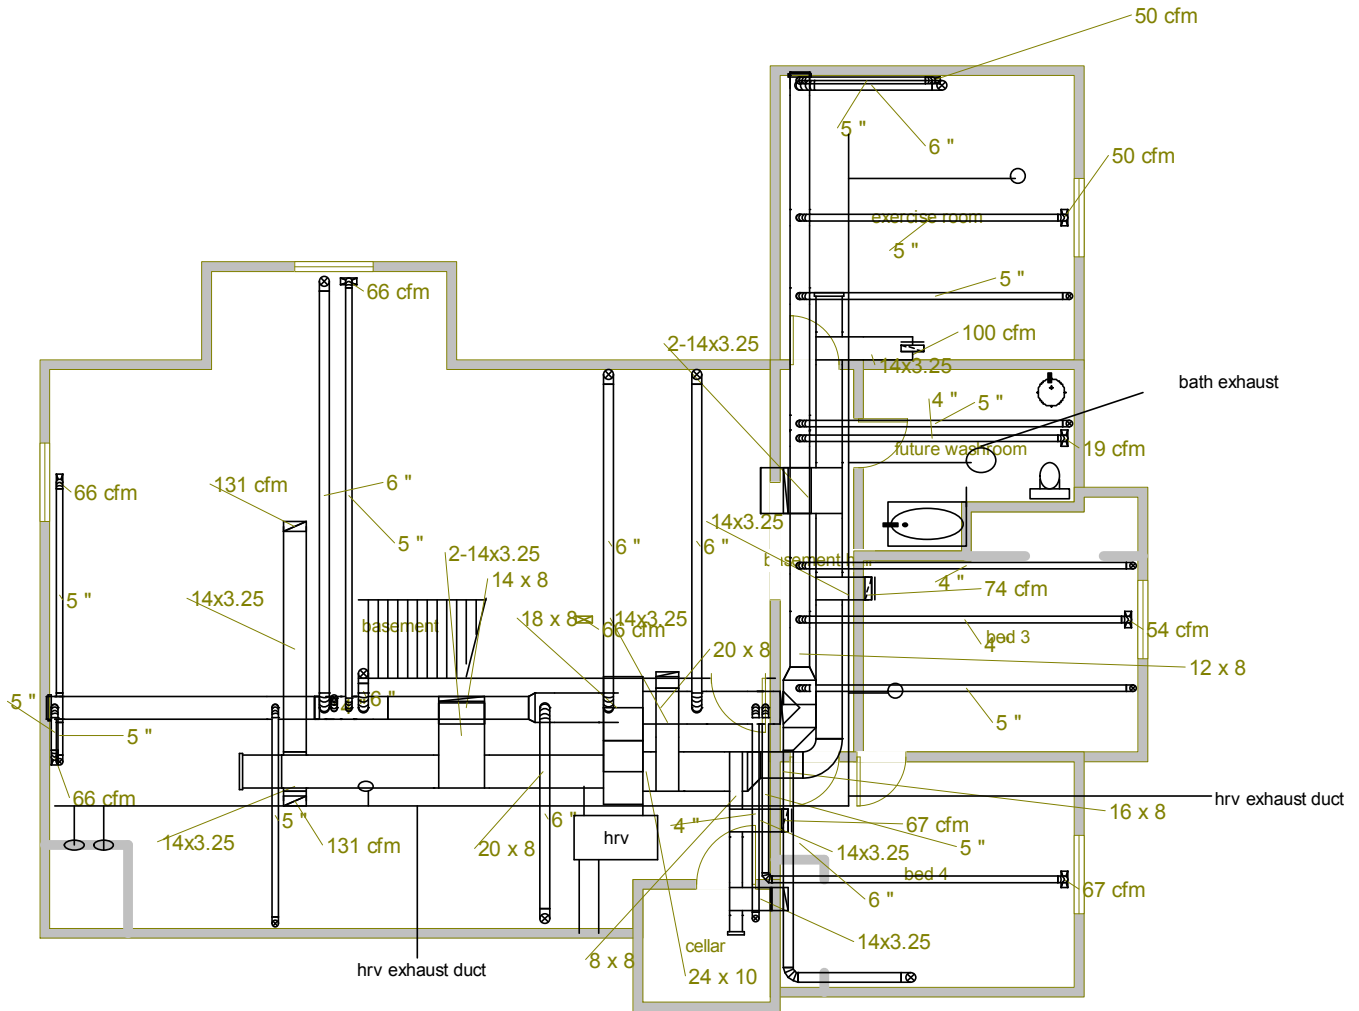 50 cfm
5 "
6 "
50 cfm
exercise room
5 "
5 "
66 cfm
100 cfm
2-14x3.25
14x3.25
bath exhaust
4 "
5 "
future washroom
19 cfm
131 cfm
6 "
66 cfm
14x3.25
5 "
6 "
6 "
2-14x3.25
14 x 8
4 "
74 cfm
5 "
14x3.25
18 x 8
14x3.25
66 cfm
basement
bed 3
4"
54 cfm
20 x 8
12 x 8
5 "
6 "
5 "
5 "
66 cfm
hrv exhaust duct
16 x 8
5 "
6 "
4 "
67 cfm
14x3.25
131 cfm
20 x 8
hrv
14x3.25
5 "
bed 4
67 cfm
6 "
cellar
14x3.25
hrv exhaust duct
8 x 8
24 x 10